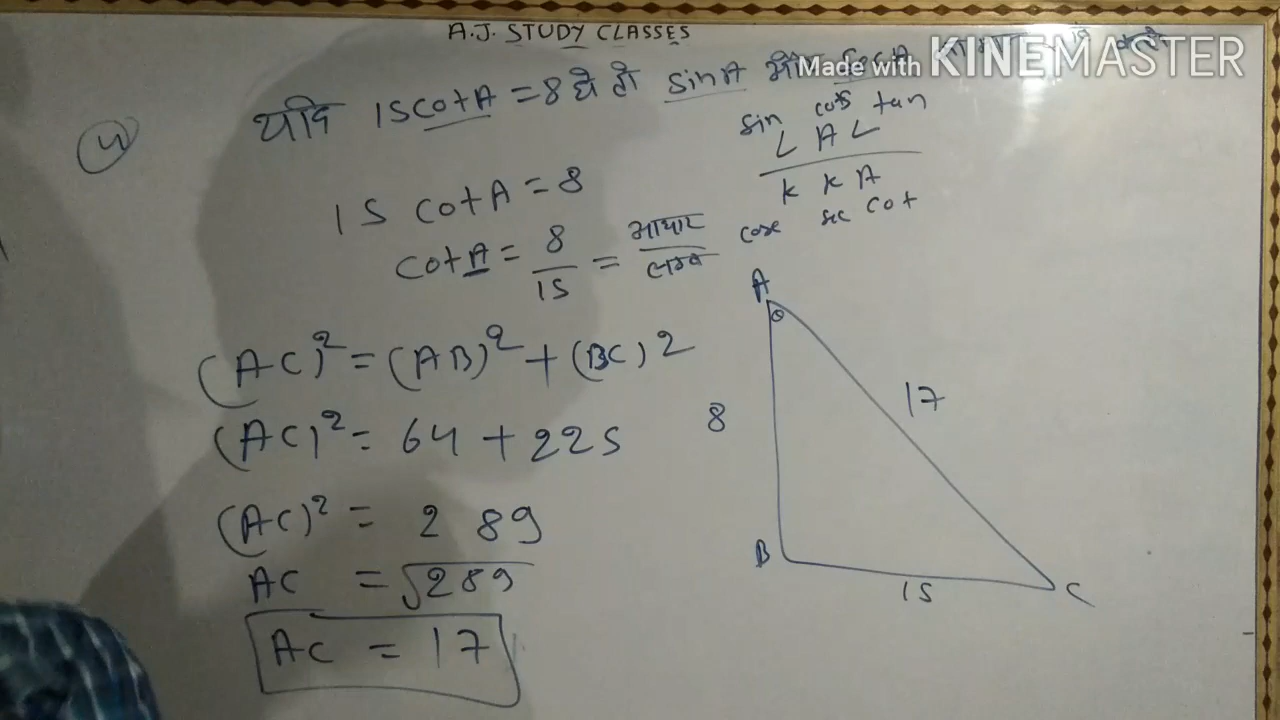 A.J. STUDY CLASSES
Made with KINEMASTER
④ यदि 15cotA = 8 है तो sinA और
sin cos tan
L A L
K K A
sec cot
15 cotA = 8
cotA = 8/15 = आधार/लम्ब
(AC)² = (AB)² + (BC)²
(AC)² = 64 + 225
(AC)² = 289
AC = √289
AC = 17
A
θ
8
17
B
15
C